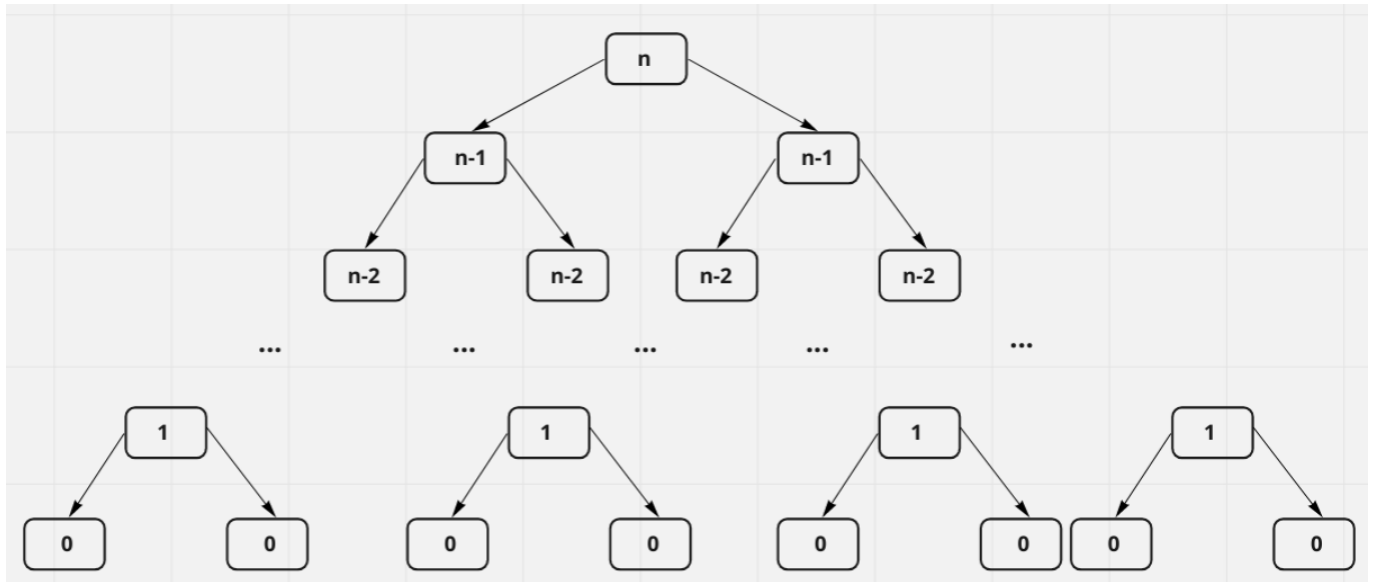 n
n-1 n-1
n-2 n-2 n-2 n-2
... ... ... ... ...
1 1 1 1
0 0 0 0 0 0 0 0